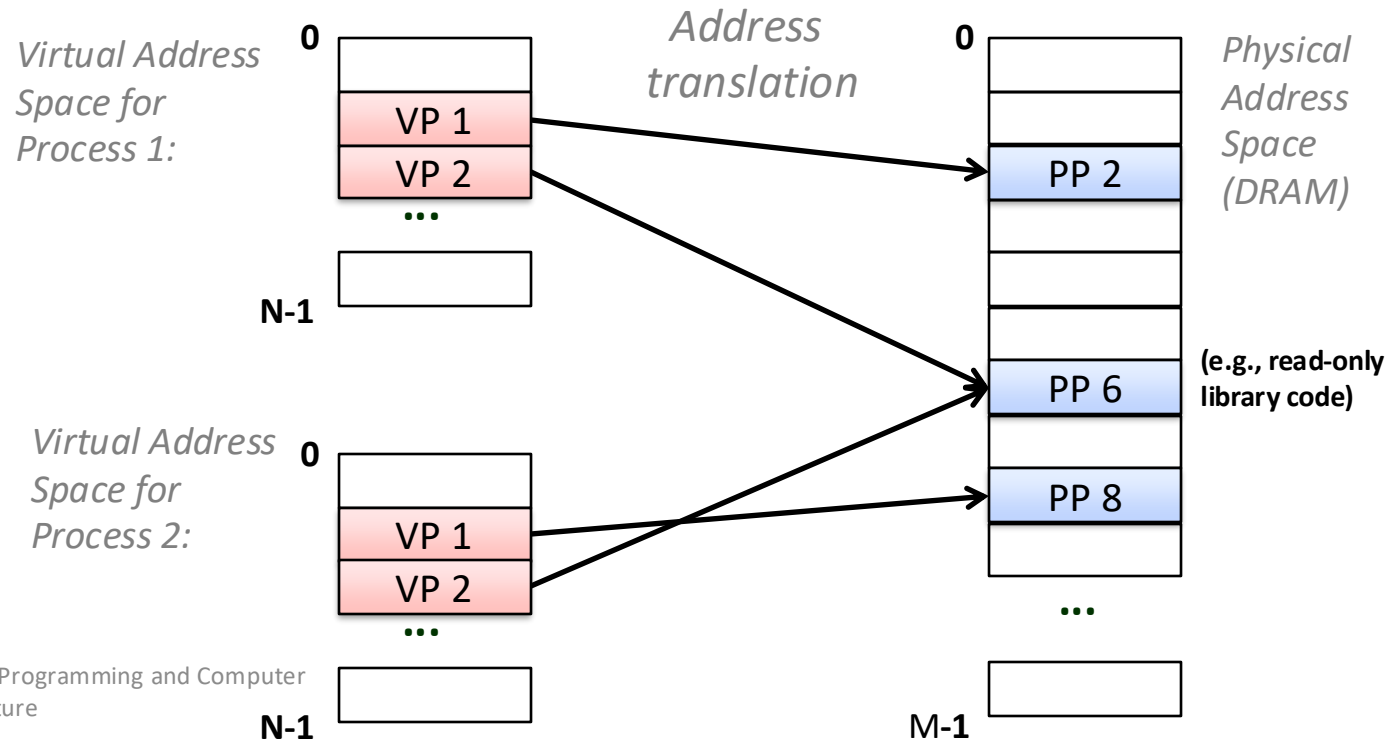 Virtual Address
Space for
Process 1:
0
VP 1
VP 2
...
N-1
Address
translation
0
PP 2
PP 6
PP 8
...
M-1
Physical
Address
Space
(DRAM)
(e.g., read-only
library code)
Virtual Address
Space for
Process 2:
0
VP 1
VP 2
...
N-1
Programming and Computer
ture